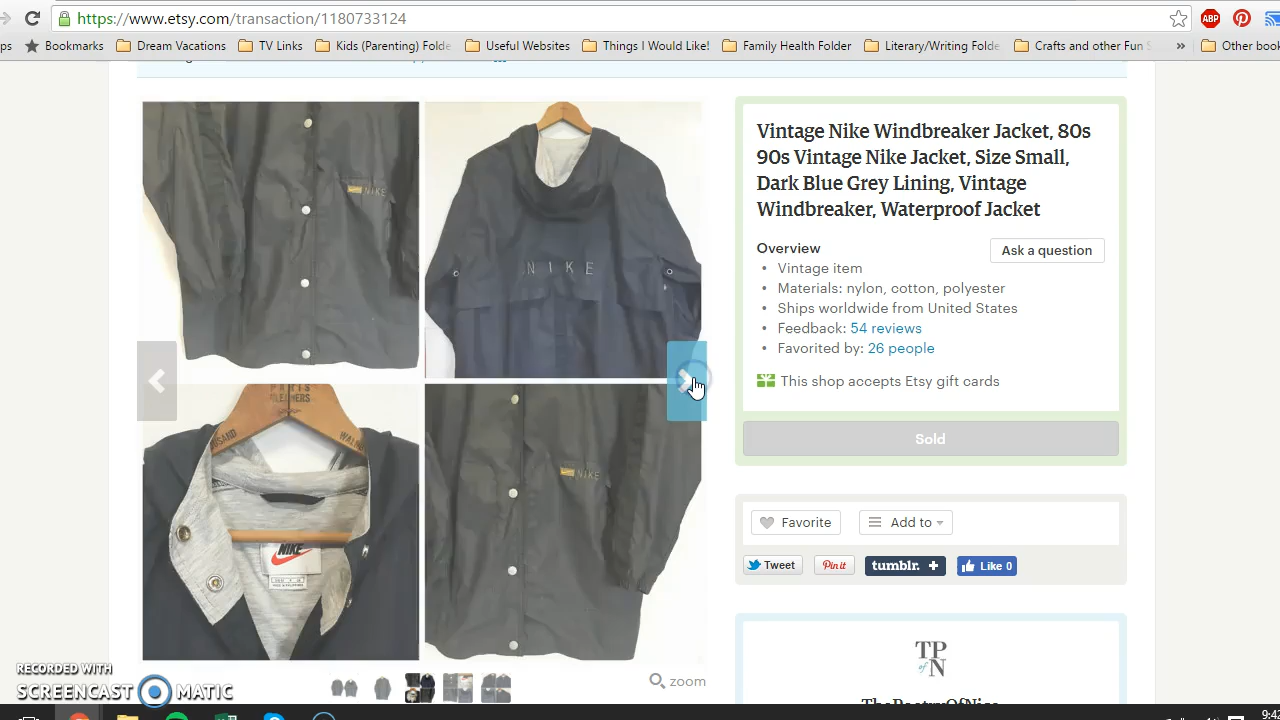 https://www.etsy.com/transaction/1180733124
ABP
ps Bookmarks Dream Vacations TV Links Kids (Parenting) Folde Useful Websites Things I Would Like! Family Health Folder Literary/Writing Folde Crafts and other Fun S » Other book
Vintage Nike Windbreaker Jacket, 80s
90s Vintage Nike Jacket, Size Small,
Dark Blue Grey Lining, Vintage
Windbreaker, Waterproof Jacket
Overview
Ask a question
• Vintage item
• Materials: nylon, cotton, polyester
• Ships worldwide from United States
• Feedback: 54 reviews
• Favorited by: 26 people
This shop accepts Etsy gift cards
Sold
Favorite
Add to
Tweet
Pin it
tumblr. +
Like 0
TP
of N
NIKE
NIKE
NIKE
NIKE
zoom
RECORDED WITH
SCREENCAST MATIC